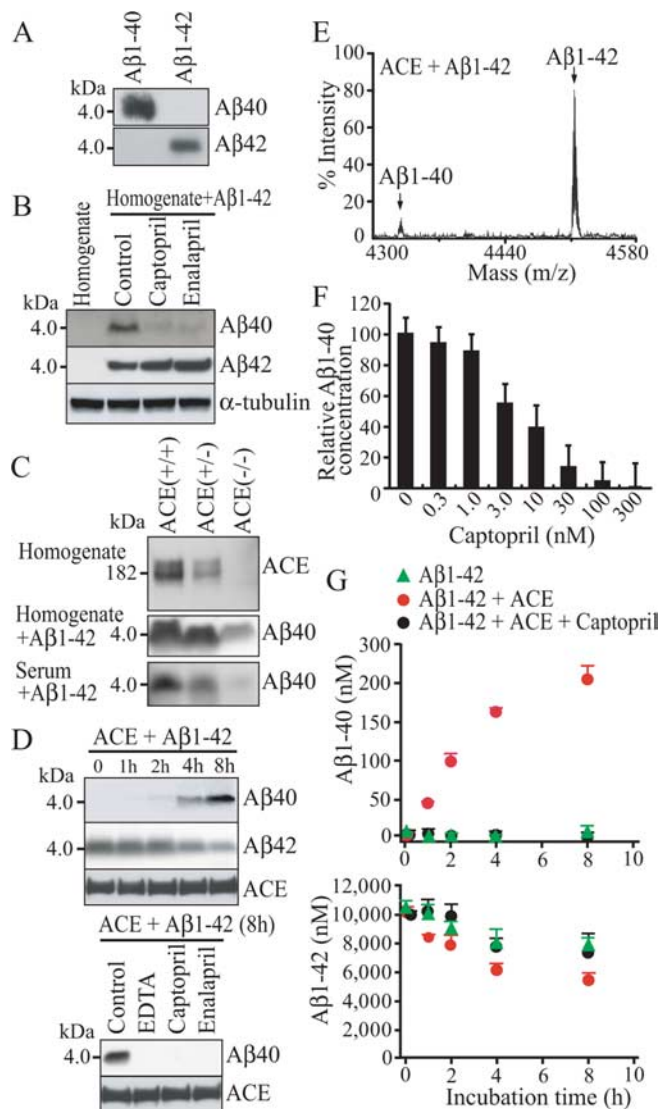 A
Aβ1-40
Aβ1-42
kDa
4.0
Aβ40
4.0
Aβ42
B
Homogenate+Aβ1-42
Homogenate
Control
Captopril
Enalapril
kDa
4.0
Aβ40
4.0
Aβ42
α-tubulin
C
ACE(+/+)
ACE(+/-)
ACE(-/-)
kDa
Homogenate
182
ACE
Homogenate
+Aβ1-42
4.0
Aβ40
Serum
+Aβ1-42
4.0
Aβ40
D
ACE + Aβ1-42
0 1h 2h 4h 8h
kDa
4.0
Aβ40
4.0
Aβ42
ACE
ACE + Aβ1-42 (8h)
Control
EDTA
Captopril
Enalapril
kDa
4.0
Aβ40
ACE
E
ACE + Aβ1-42
Aβ1-42
Aβ1-40
% Intensity
100
80
60
40
20
0
4300 4440 4580
Mass (m/z)
F
Relative Aβ1-40
concentration
120
100
80
60
40
20
0
0 0.3 1.0 3.0 10 30 100 300
Captopril (nM)
G
Aβ1-42
Aβ1-42 + ACE
Aβ1-42 + ACE + Captopril
Aβ1-40 (nM)
250
200
150
100
50
0
0 2 4 6 8 10
Aβ1-42 (nM)
12,000
10,000
8,000
6,000
4,000
2,000
0
0 2 4 6 8 10
Incubation time (h)